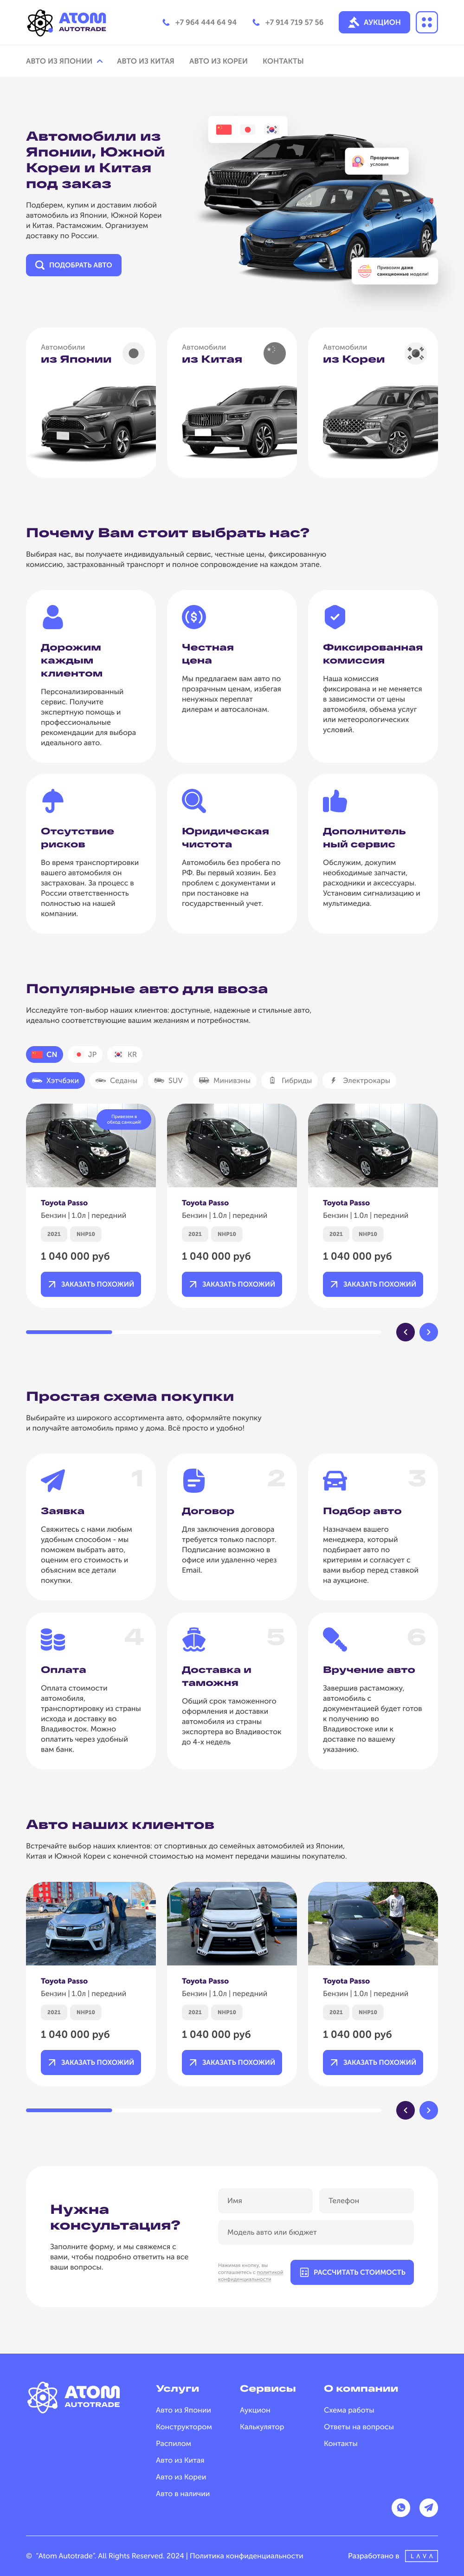 ATOM
AUTOTRADE
+7 964 444 64 94
+7 914 719 57 56
АУКЦИОН
АВТО ИЗ ЯПОНИИ
АВТО ИЗ КИТАЯ
АВТО ИЗ КОРЕИ
КОНТАКТЫ
Автомобили из
Японии, Южной
Кореи и Китая
под заказ
Подберем, купим и доставим любой
автомобиль из Японии, Южной Кореи
и Китая. Растаможим. Организуем
доставку по России.
ПОДОБРАТЬ АВТО
Прозрачные
условия
Привозим даже
санкционные модели!
Автомобили
из Японии
Автомобили
из Китая
Автомобили
из Кореи
Почему Вам стоит выбрать нас?
Выбирая нас, вы получаете индивидуальный сервис, честные цены, фиксированную
комиссию, застрахованный транспорт и полное сопровождение на каждом этапе.
Дорожим
каждым
клиентом
Персонализированный
сервис. Получите
экспертную помощь и
профессиональные
рекомендации для выбора
идеального авто.
Честная
цена
Мы предлагаем вам авто по
прозрачным ценам, избегая
ненужных переплат
дилерам и автосалонам.
Фиксированная
комиссия
Наша комиссия
фиксирована и не меняется
в зависимости от цены
автомобиля, объема услуг
или метеорологических
условий.
Отсутствие
рисков
Во время транспортировки
вашего автомобиля он
застрахован. За процесс в
России ответственность
полностью на нашей
компании.
Юридическая
чистота
Автомобиль без пробега по
РФ. Вы первый хозяин. Без
проблем с документами и
при постановке на
государственный учет.
Дополнитель
ный сервис
Обслужим, докупим
необходимые запчасти,
расходники и аксессуары.
Установим сигнализацию и
мультимедиа.
Популярные авто для ввоза
Исследуйте топ-выбор наших клиентов: доступные, надежные и стильные авто,
идеально соответствующие вашим желаниям и потребностям.
CN
JP
KR
Хэтчбэки
Седаны
SUV
Минивэны
Гибриды
Электрокары
Привозим в
обход санкций!
Toyota Passo
Бензин | 1.0л | передний
2021
NHP10
1 040 000 руб
ЗАКАЗАТЬ ПОХОЖИЙ
Toyota Passo
Бензин | 1.0л | передний
2021
NHP10
1 040 000 руб
ЗАКАЗАТЬ ПОХОЖИЙ
Toyota Passo
Бензин | 1.0л | передний
2021
NHP10
1 040 000 руб
ЗАКАЗАТЬ ПОХОЖИЙ
Простая схема покупки
Выбирайте из широкого ассортимента авто, оформляйте покупку
и получайте автомобиль прямо у дома. Всё просто и удобно!
1
Заявка
Свяжитесь с нами любым
удобным способом - мы
поможем выбрать авто,
оценим его стоимость и
объясним все детали
покупки.
2
Договор
Для заключения договора
требуется только паспорт.
Подписание возможно в
офисе или удаленно через
Email.
3
Подбор авто
Назначаем вашего
менеджера, который
подбирает авто по
критериям и согласует с
вами выбор перед ставкой
на аукционе.
4
Оплата
Оплата стоимости
автомобиля,
транспортировку из страны
исхода и доставку во
Владивосток. Можно
оплатить через удобный
вам банк.
5
Доставка и
таможня
Общий срок таможенного
оформления и доставки
автомобиля из страны
экспортера во Владивосток
до 4-х недель
6
Вручение авто
Завершив растаможку,
автомобиль с
документацией будет готов
к получению во
Владивостоке или к
доставке по вашему
указанию.
Авто наших клиентов
Встречайте выбор наших клиентов: от спортивных до семейных автомобилей из Японии,
Китая и Южной Кореи с конечной стоимостью на момент передачи машины покупателю.
Toyota Passo
Бензин | 1.0л | передний
2021
NHP10
1 040 000 руб
ЗАКАЗАТЬ ПОХОЖИЙ
Toyota Passo
Бензин | 1.0л | передний
2021
NHP10
1 040 000 руб
ЗАКАЗАТЬ ПОХОЖИЙ
Toyota Passo
Бензин | 1.0л | передний
2021
NHP10
1 040 000 руб
ЗАКАЗАТЬ ПОХОЖИЙ
Нужна
консультация?
Заполните форму, и мы свяжемся с
вами, чтобы подробно ответить на все
ваши вопросы.
Имя
Телефон
Модель авто или бюджет
Нажимая кнопку, вы
соглашаетесь с политикой
конфиденциальности
РАССЧИТАТЬ СТОИМОСТЬ
ATOM
AUTOTRADE
Услуги
Авто из Японии
Конструктором
Распилом
Авто из Китая
Авто из Кореи
Авто в наличии
Сервисы
Аукцион
Калькулятор
О компании
Схема работы
Ответы на вопросы
Контакты
© "Atom Autotrade". All Rights Reserved. 2024 | Политика конфиденциальности
Разработано в
LAVA